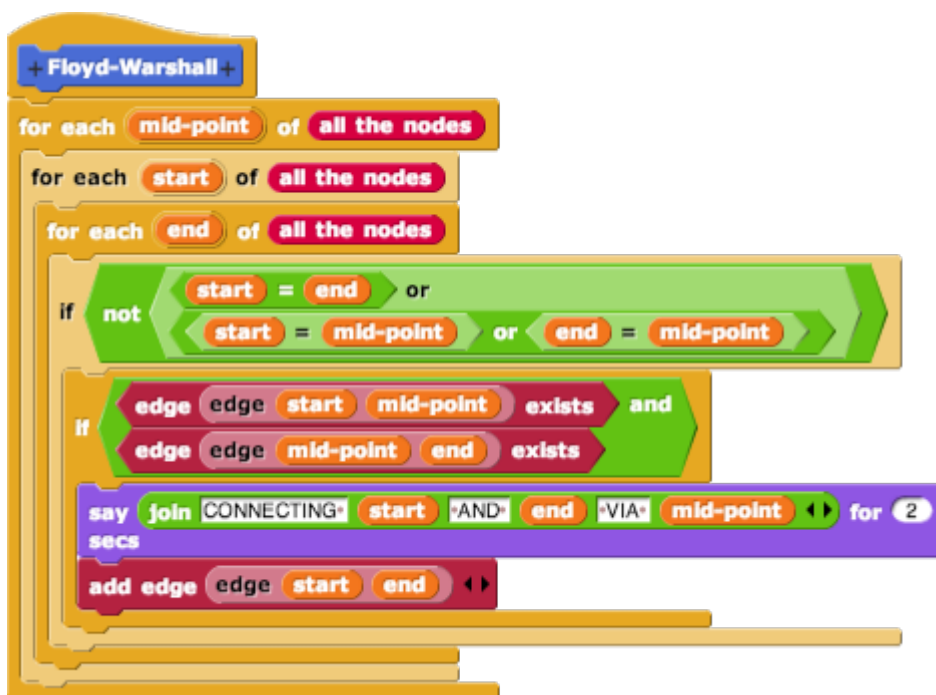 +Floyd-Warshall+
for each mid-point of all the nodes
for each start of all the nodes
for each end of all the nodes
start = end or
if not
start = mid-point or end = mid-point
edge edge start mid-point exists and
if
edge edge mid-point end exists
say join CONNECTING• start •AND• end •VIA• mid-point for 2
secs
add edge edge start end